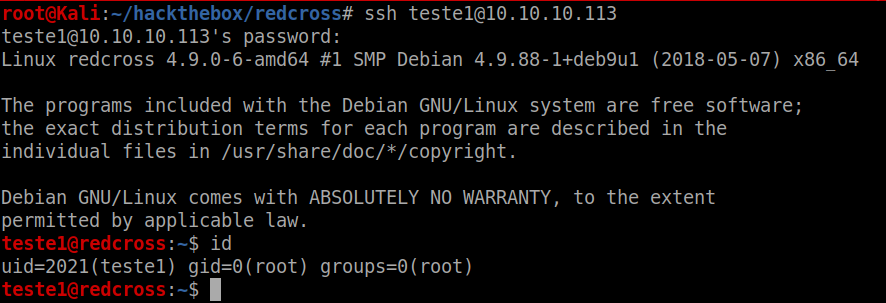 root@Kali:~/hackthebox/redcross# ssh teste1@10.10.10.113
teste1@10.10.10.113's password:
Linux redcross 4.9.0-6-amd64 #1 SMP Debian 4.9.88-1+deb9u1 (2018-05-07) x86_64

The programs included with the Debian GNU/Linux system are free software;
the exact distribution terms for each program are described in the
individual files in /usr/share/doc/*/copyright.

Debian GNU/Linux comes with ABSOLUTELY NO WARRANTY, to the extent
permitted by applicable law.
teste1@redcross:~$ id
uid=2021(teste1) gid=0(root) groups=0(root)
teste1@redcross:~$